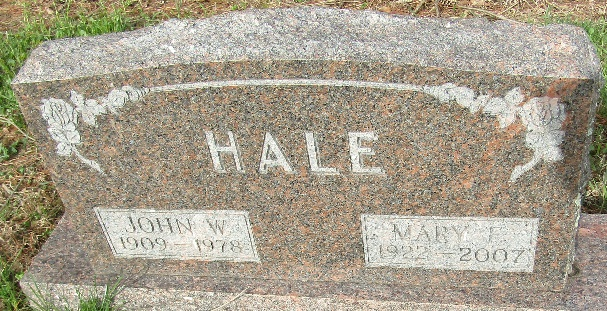 HALE
JOHN W.
1909 - 1978
MARY E.
1922 - 2007